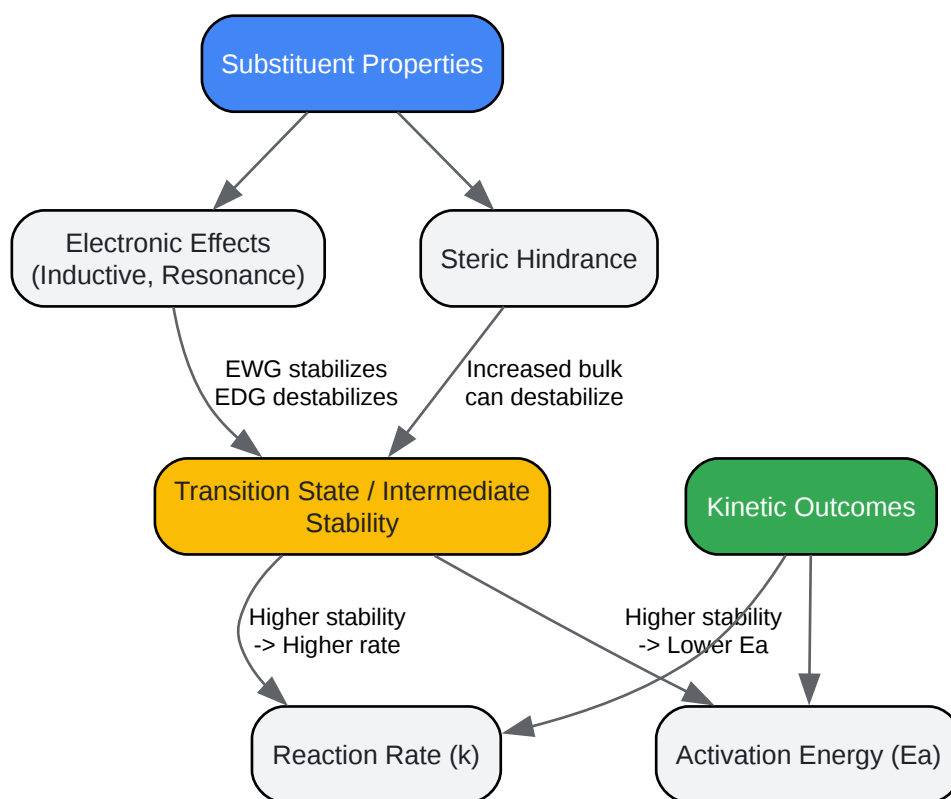 Substituent Properties
Electronic Effects
(Inductive, Resonance)
Steric Hindrance
EWG stabilizes
EDG destabilizes
Increased bulk
can destabilize
Transition State / Intermediate
Stability
Kinetic Outcomes
Higher stability
-> Higher rate
Higher stability
-> Lower Ea
Reaction Rate (k)
Activation Energy (Ea)